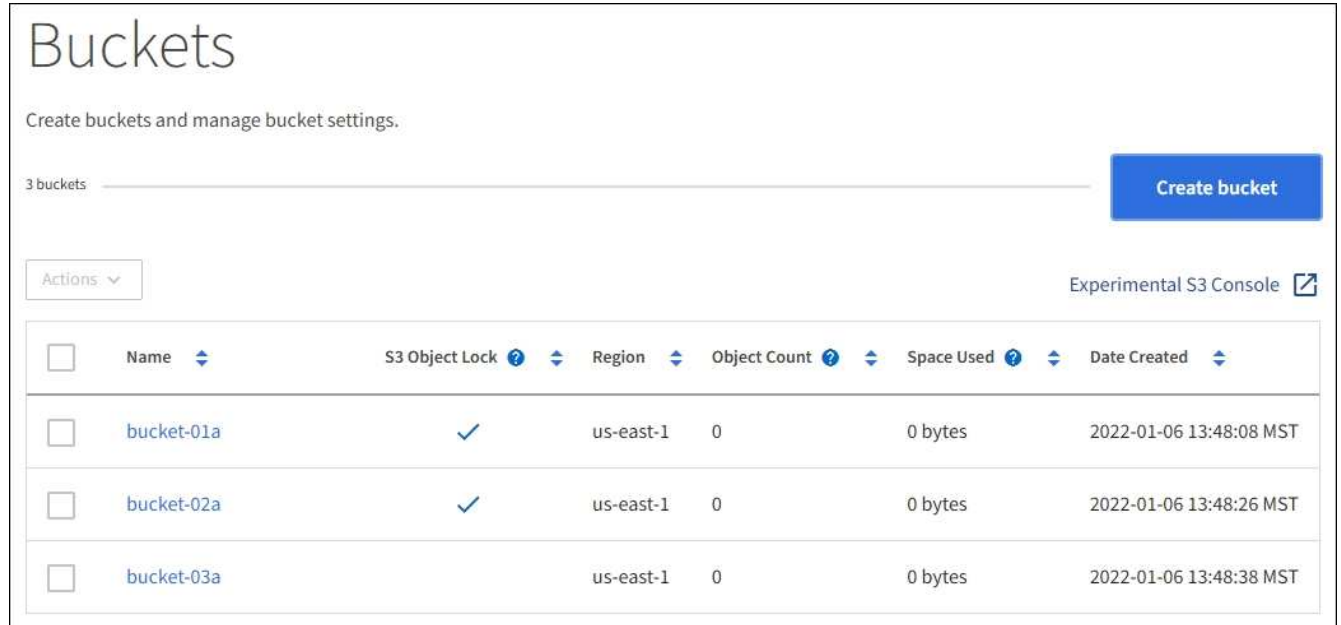 Buckets
Create buckets and manage bucket settings.
3 buckets
Create bucket
Actions
Experimental S3 Console
Name S3 Object Lock ? Region Object Count ? Space Used ? Date Created
bucket-01a us-east-1 0 0 bytes 2022-01-06 13:48:08 MST
bucket-02a us-east-1 0 0 bytes 2022-01-06 13:48:26 MST
bucket-03a us-east-1 0 0 bytes 2022-01-06 13:48:38 MST